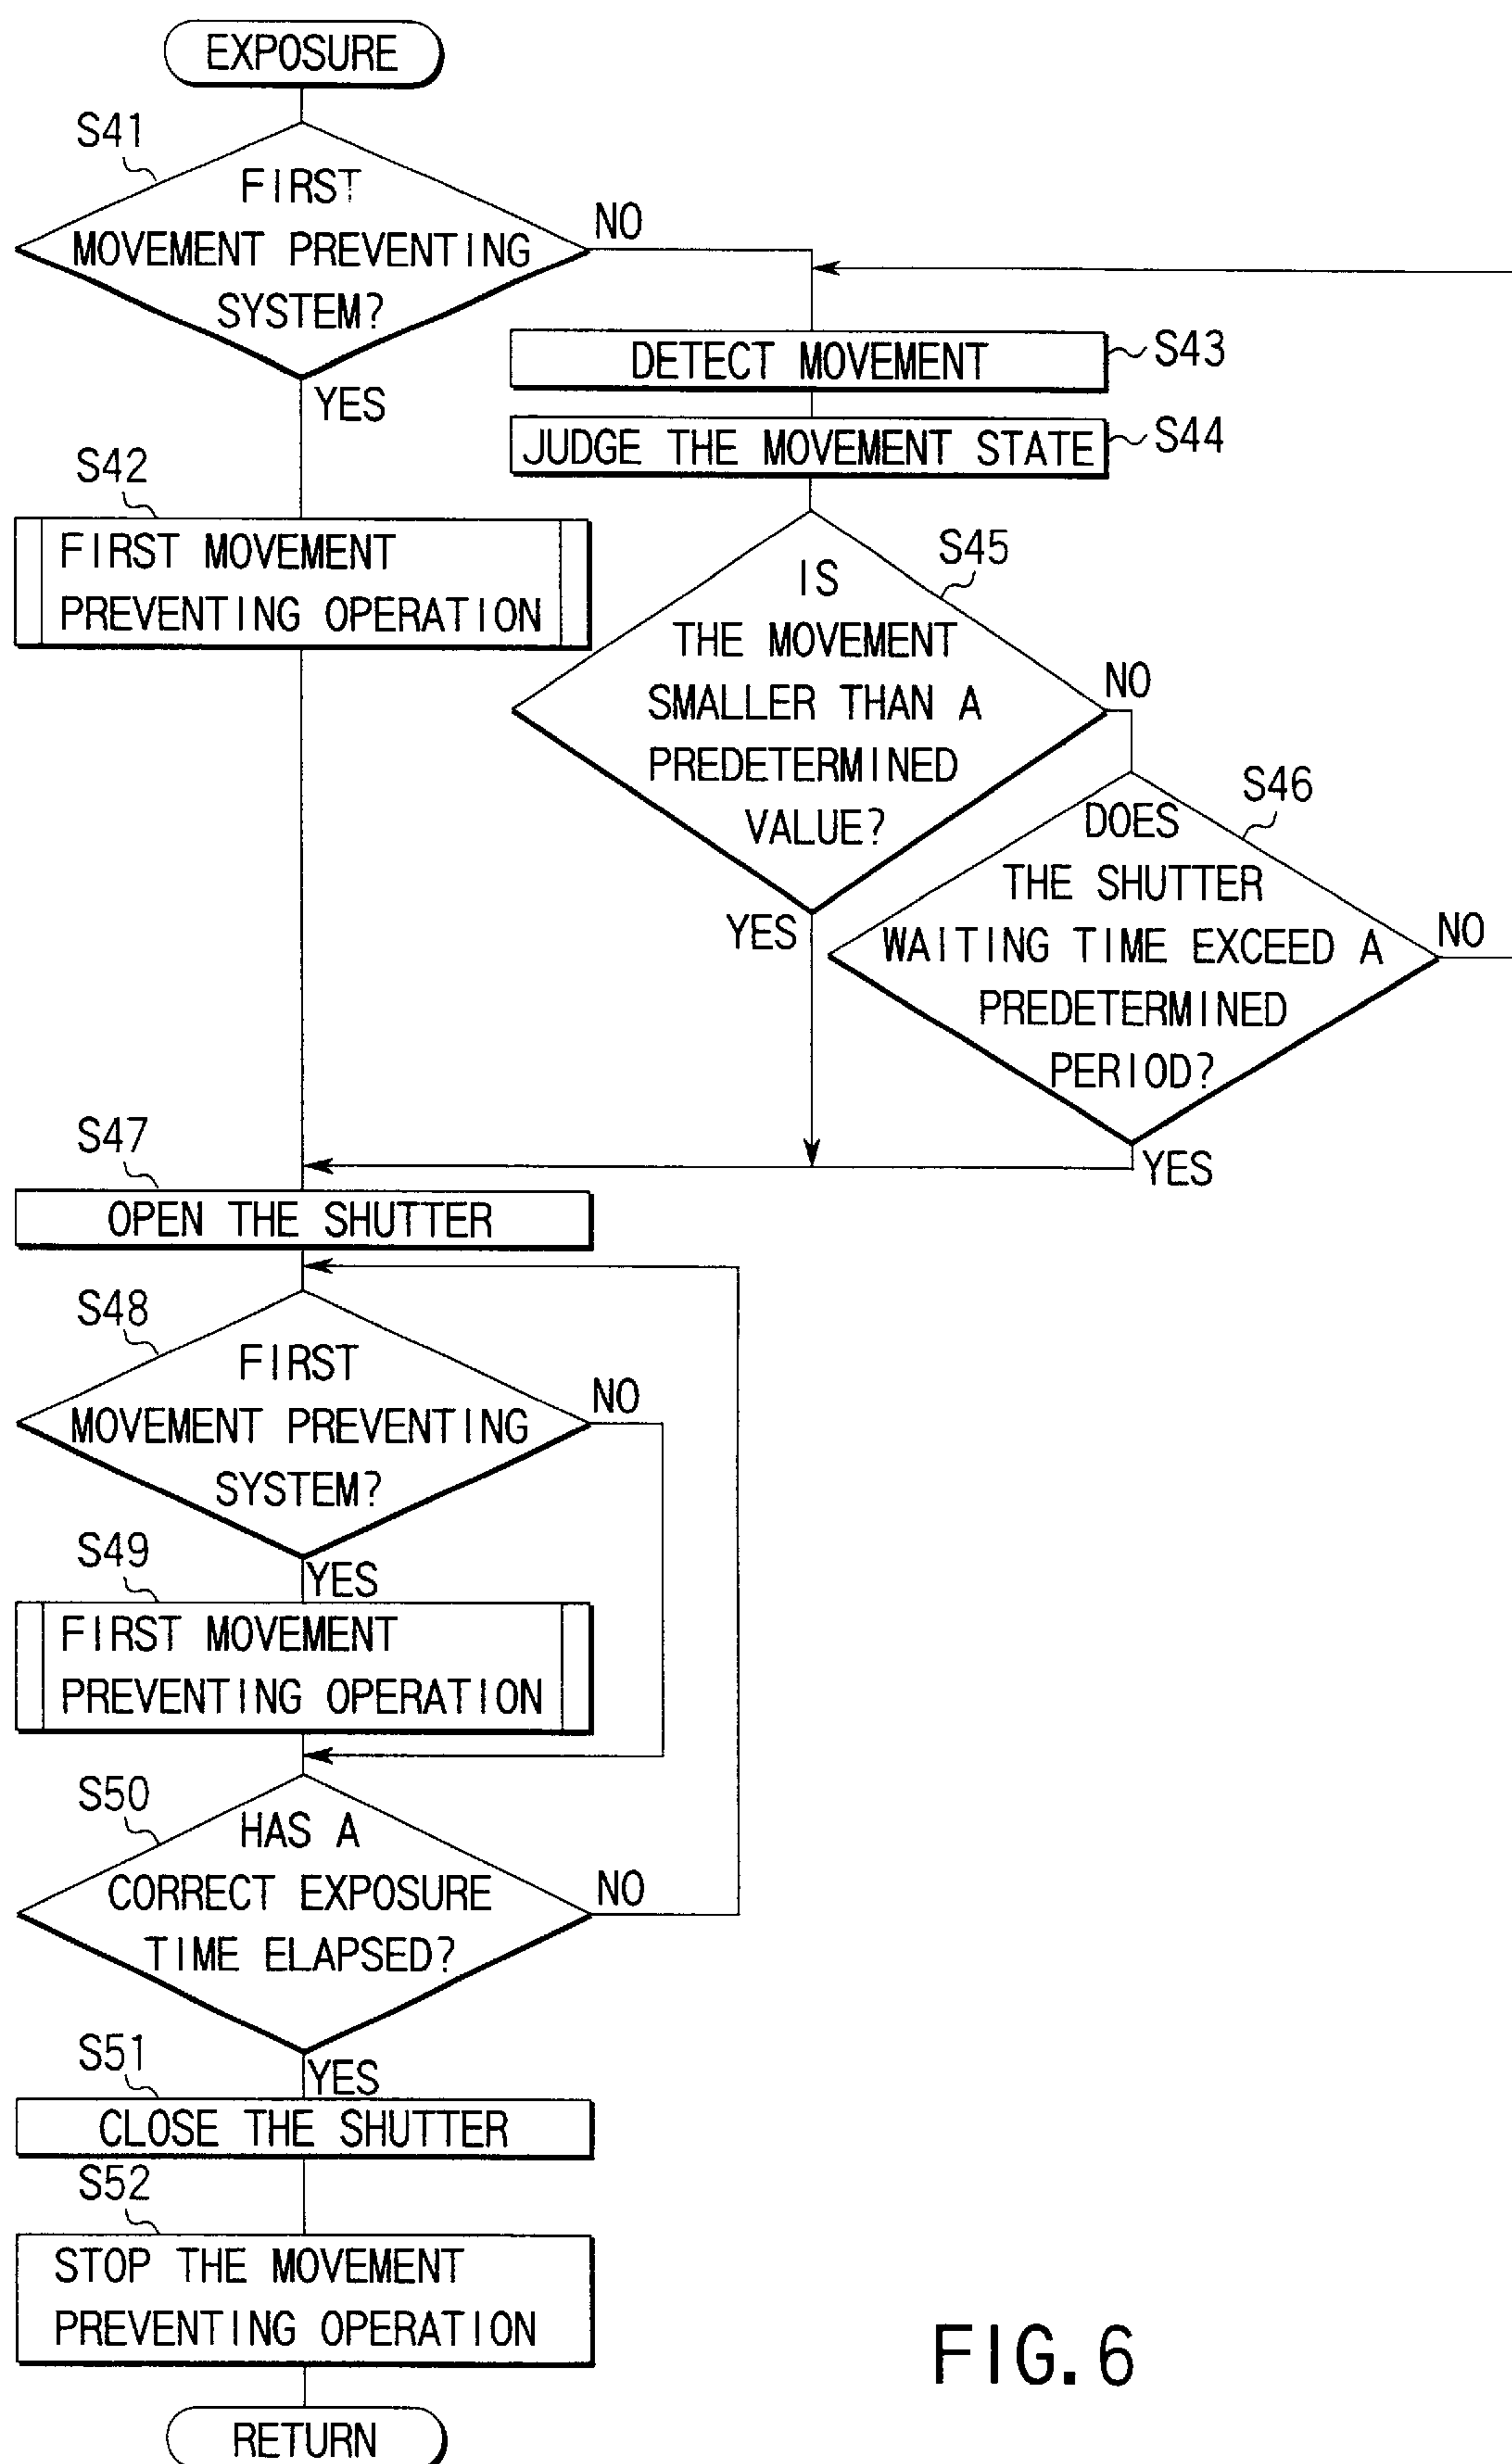 EXPOSURE
S41
FIRST
MOVEMENT PREVENTING
SYSTEM?
NO
YES
S42
FIRST MOVEMENT
PREVENTING OPERATION
DETECT MOVEMENT
S43
JUDGE THE MOVEMENT STATE
S44
S45
IS
THE MOVEMENT
SMALLER THAN A
PREDETERMINED
VALUE?
NO
YES
S46
DOES
THE SHUTTER
WAITING TIME EXCEED A
PREDETERMINED
PERIOD?
NO
YES
S47
OPEN THE SHUTTER
S48
FIRST
MOVEMENT PREVENTING
SYSTEM?
NO
YES
S49
FIRST MOVEMENT
PREVENTING OPERATION
S50
HAS A
CORRECT EXPOSURE
TIME ELAPSED?
NO
YES
S51
CLOSE THE SHUTTER
S52
STOP THE MOVEMENT
PREVENTING OPERATION
RETURN
FIG. 6